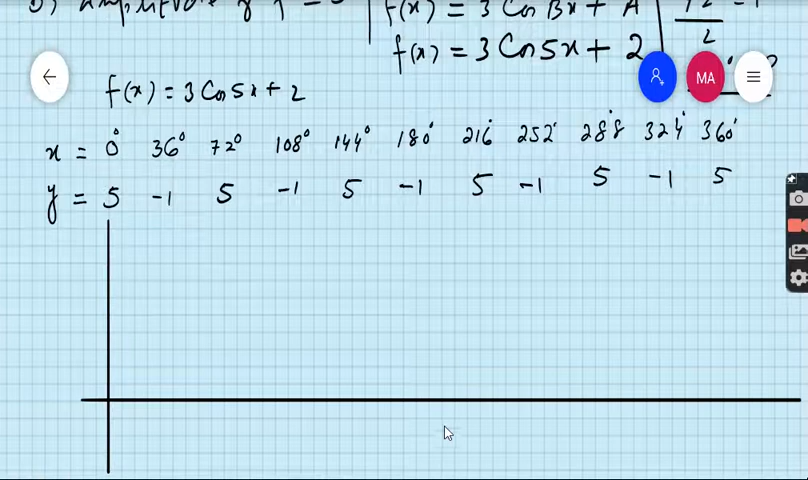 f(x) = 3 Cos Bx + A
f(x) = 3 Cos 5x + 2
MA
f(x) = 3 Cos 5x + 2
x = 0° 36° 72° 108° 144° 180° 216° 252° 288° 324° 360°
y = 5 -1 5 -1 5 -1 5 -1 5 -1 5